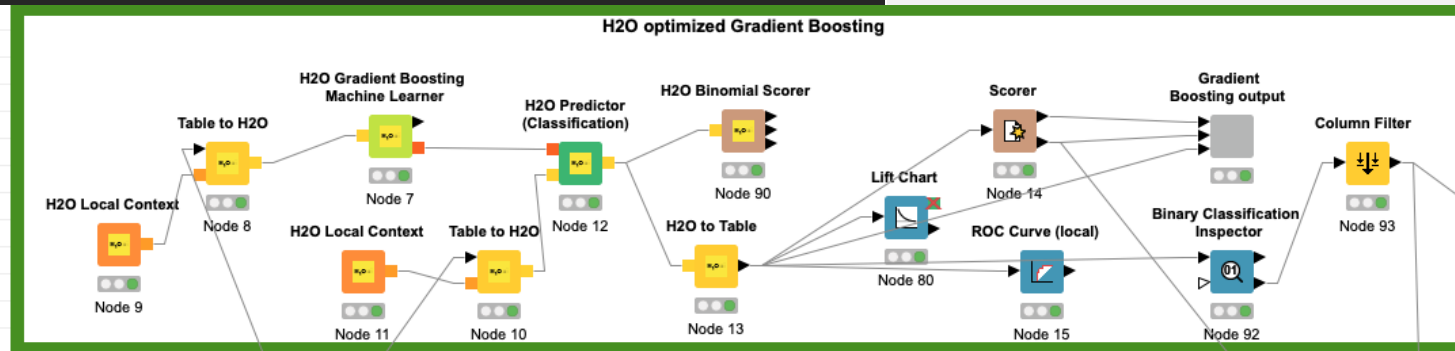 H2O optimized Gradient Boosting
H2O Gradient Boosting
Machine Learner
H2O Binomial Scorer
Scorer
Gradient
Boosting output
Table to H2O
H2O Predictor
(Classification)
Column Filter
Node 90
Lift Chart
Node 14
Node 7
H2O Local Context
Node 8
Node 12
Node 93
H2O Local Context
Table to H2O
H2O to Table
ROC Curve (local)
Binary Classification
Inspector
01
Node 80
Node 9
Node 11
Node 10
Node 13
Node 15
Node 92